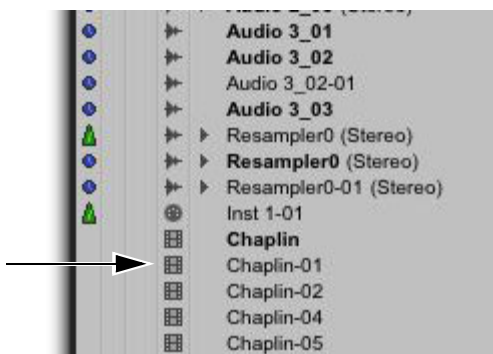 Audio 3_01
Audio 3_02
Audio 3_02-01
Audio 3_03
Resampler0 (Stereo)
Resampler0 (Stereo)
Resampler0-01 (Stereo)
Inst 1-01
Chaplin
Chaplin-01
Chaplin-02
Chaplin-04
Chaplin-05